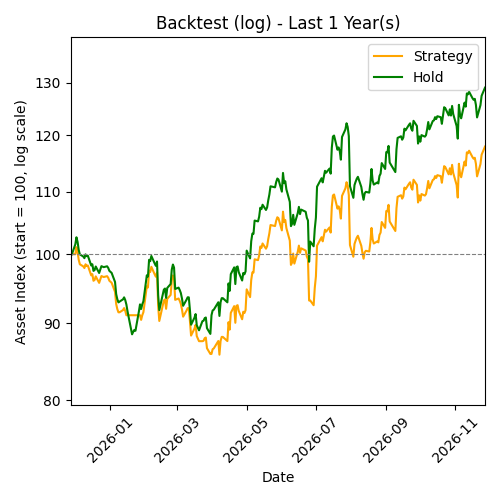 Backtest (log) - Last 1 Year(s)
Strategy
Hold
Asset Index (start = 100, log scale)
130
120
110
100
90
80
2026-01
2026-03
2026-05
2026-07
2026-09
2026-11
Date